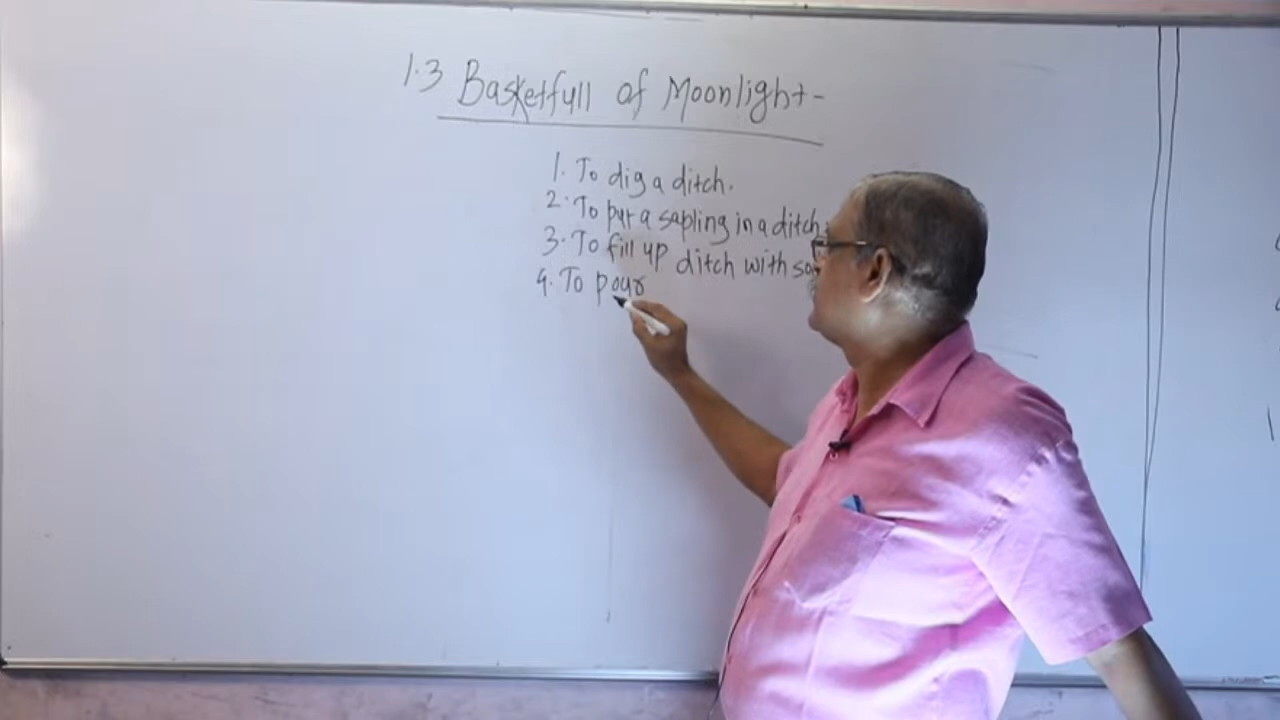 1.3 Basketfull of Moonlight-
1. To dig a ditch.
2. To put a sapling in a ditch.
3. To fill up ditch with
4. To pour